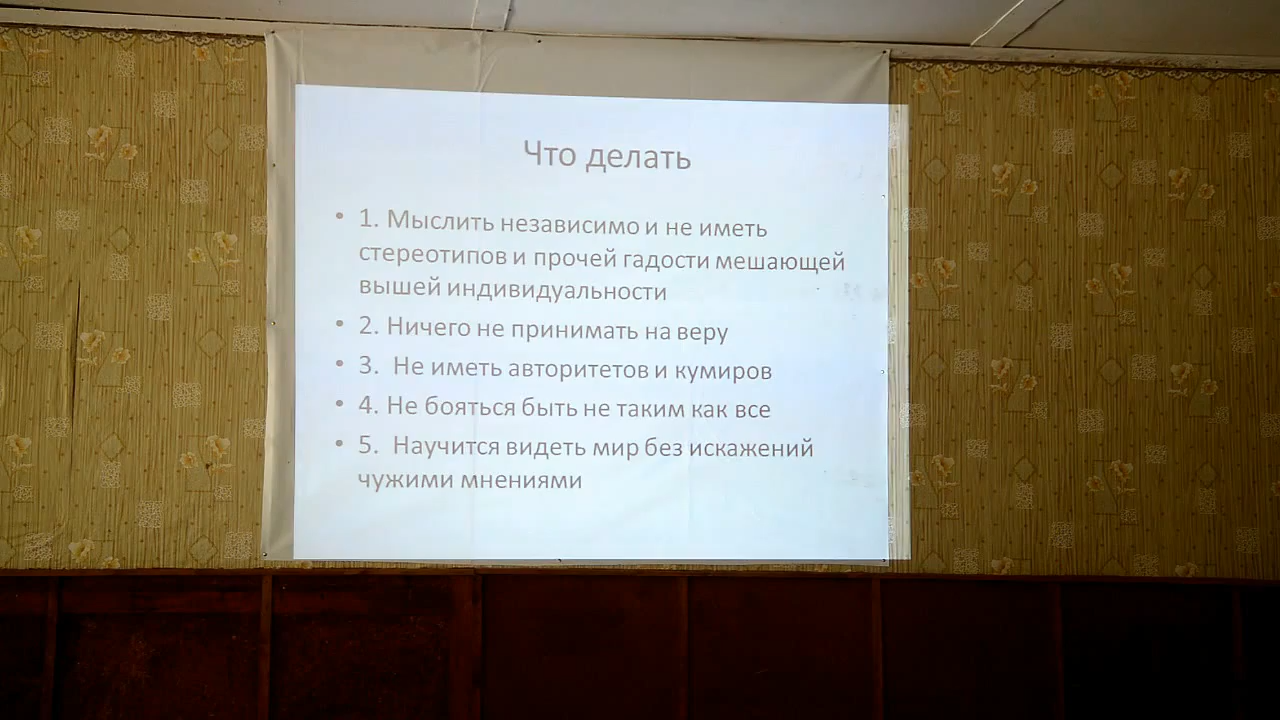 Что делать
• 1. Мыслить независимо и не иметь
стереотипов и прочей гадости мешающей
вышей индивидуальности
• 2. Ничего не принимать на веру
• 3. Не иметь авторитетов и кумиров
• 4. Не бояться быть не таким как все
• 5. Научится видеть мир без искажений
чужими мнениями